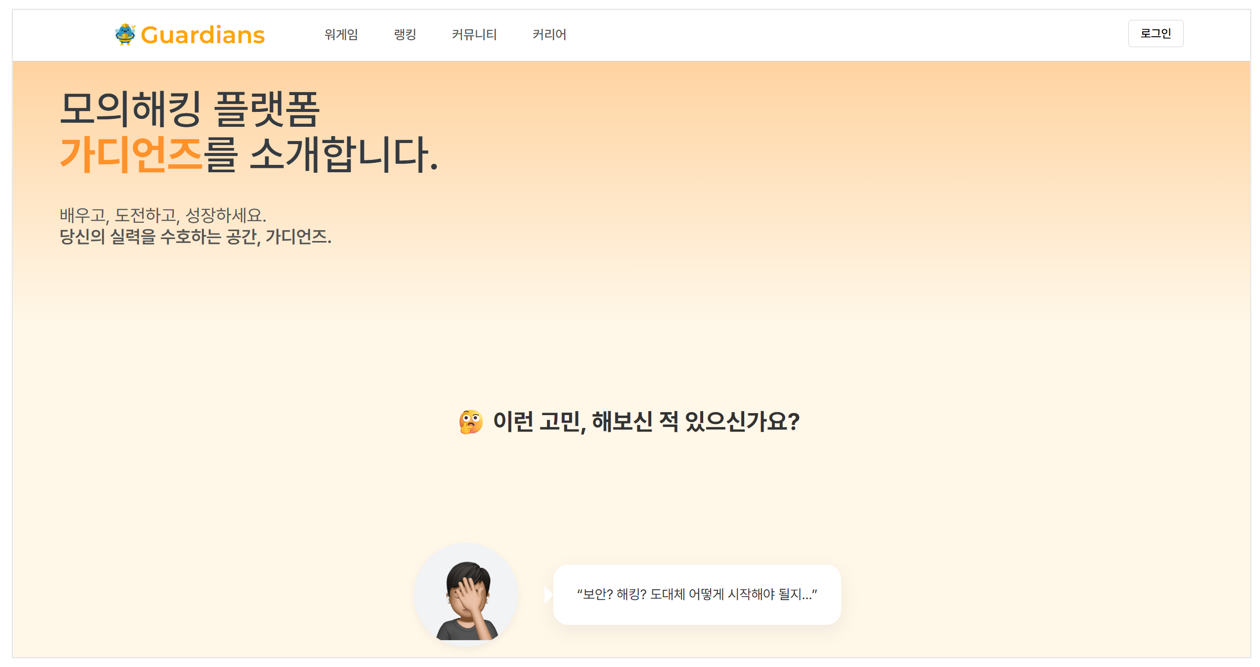 Guardians
워게임
랭킹
커뮤니티
커리어
로그인
모의해킹 플랫폼
가디언즈를 소개합니다.
배우고, 도전하고, 성장하세요.
당신의 실력을 수호하는 공간, 가디언즈.
이런 고민, 해보신 적 있으신가요?
“보안? 해킹? 도대체 어떻게 시작해야 될지...”